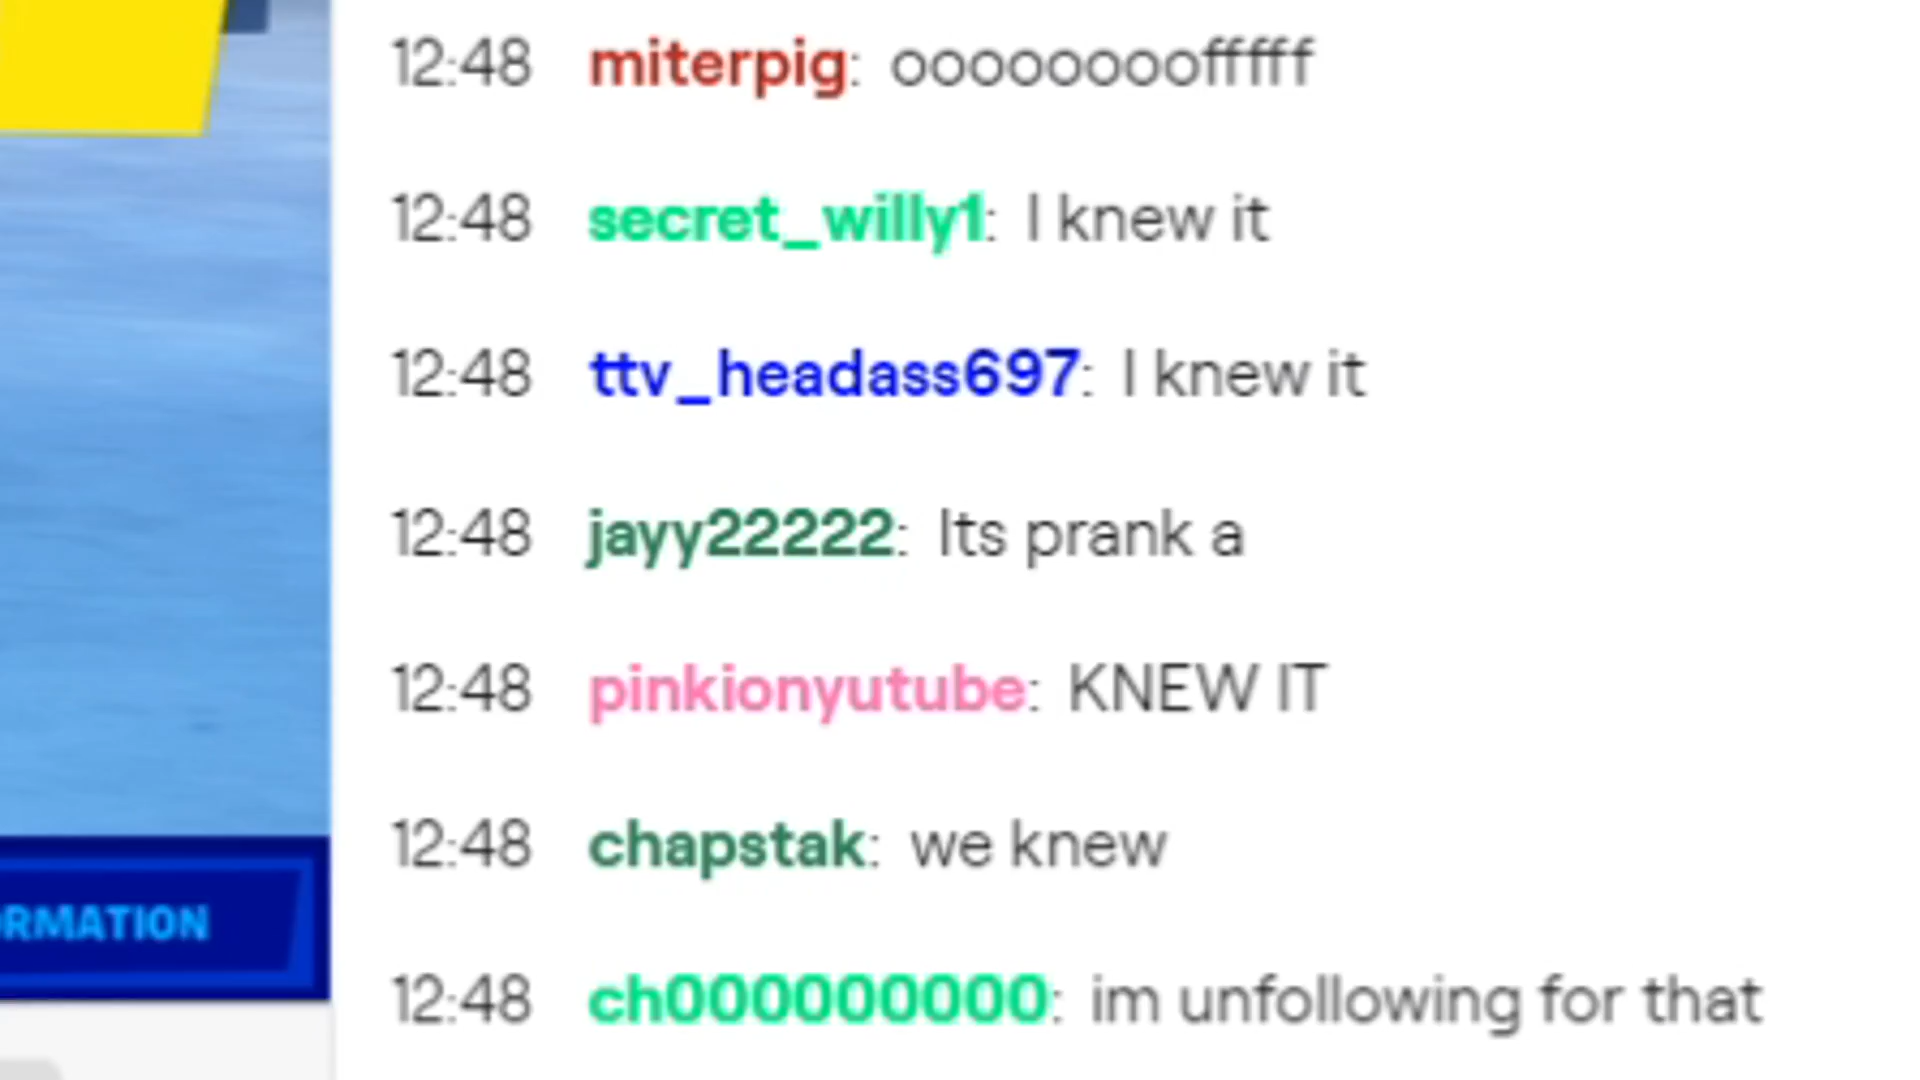 12:48 miterpig: oooooooofffff
12:48 secret_willy1: I knew it
12:48 ttv_headass697: I knew it
12:48 jayy22222: Its prank a
12:48 pinkionyutube: KNEW IT
12:48 chapstak: we knew
ORMATION
12:48 ch000000000: im unfollowing for that